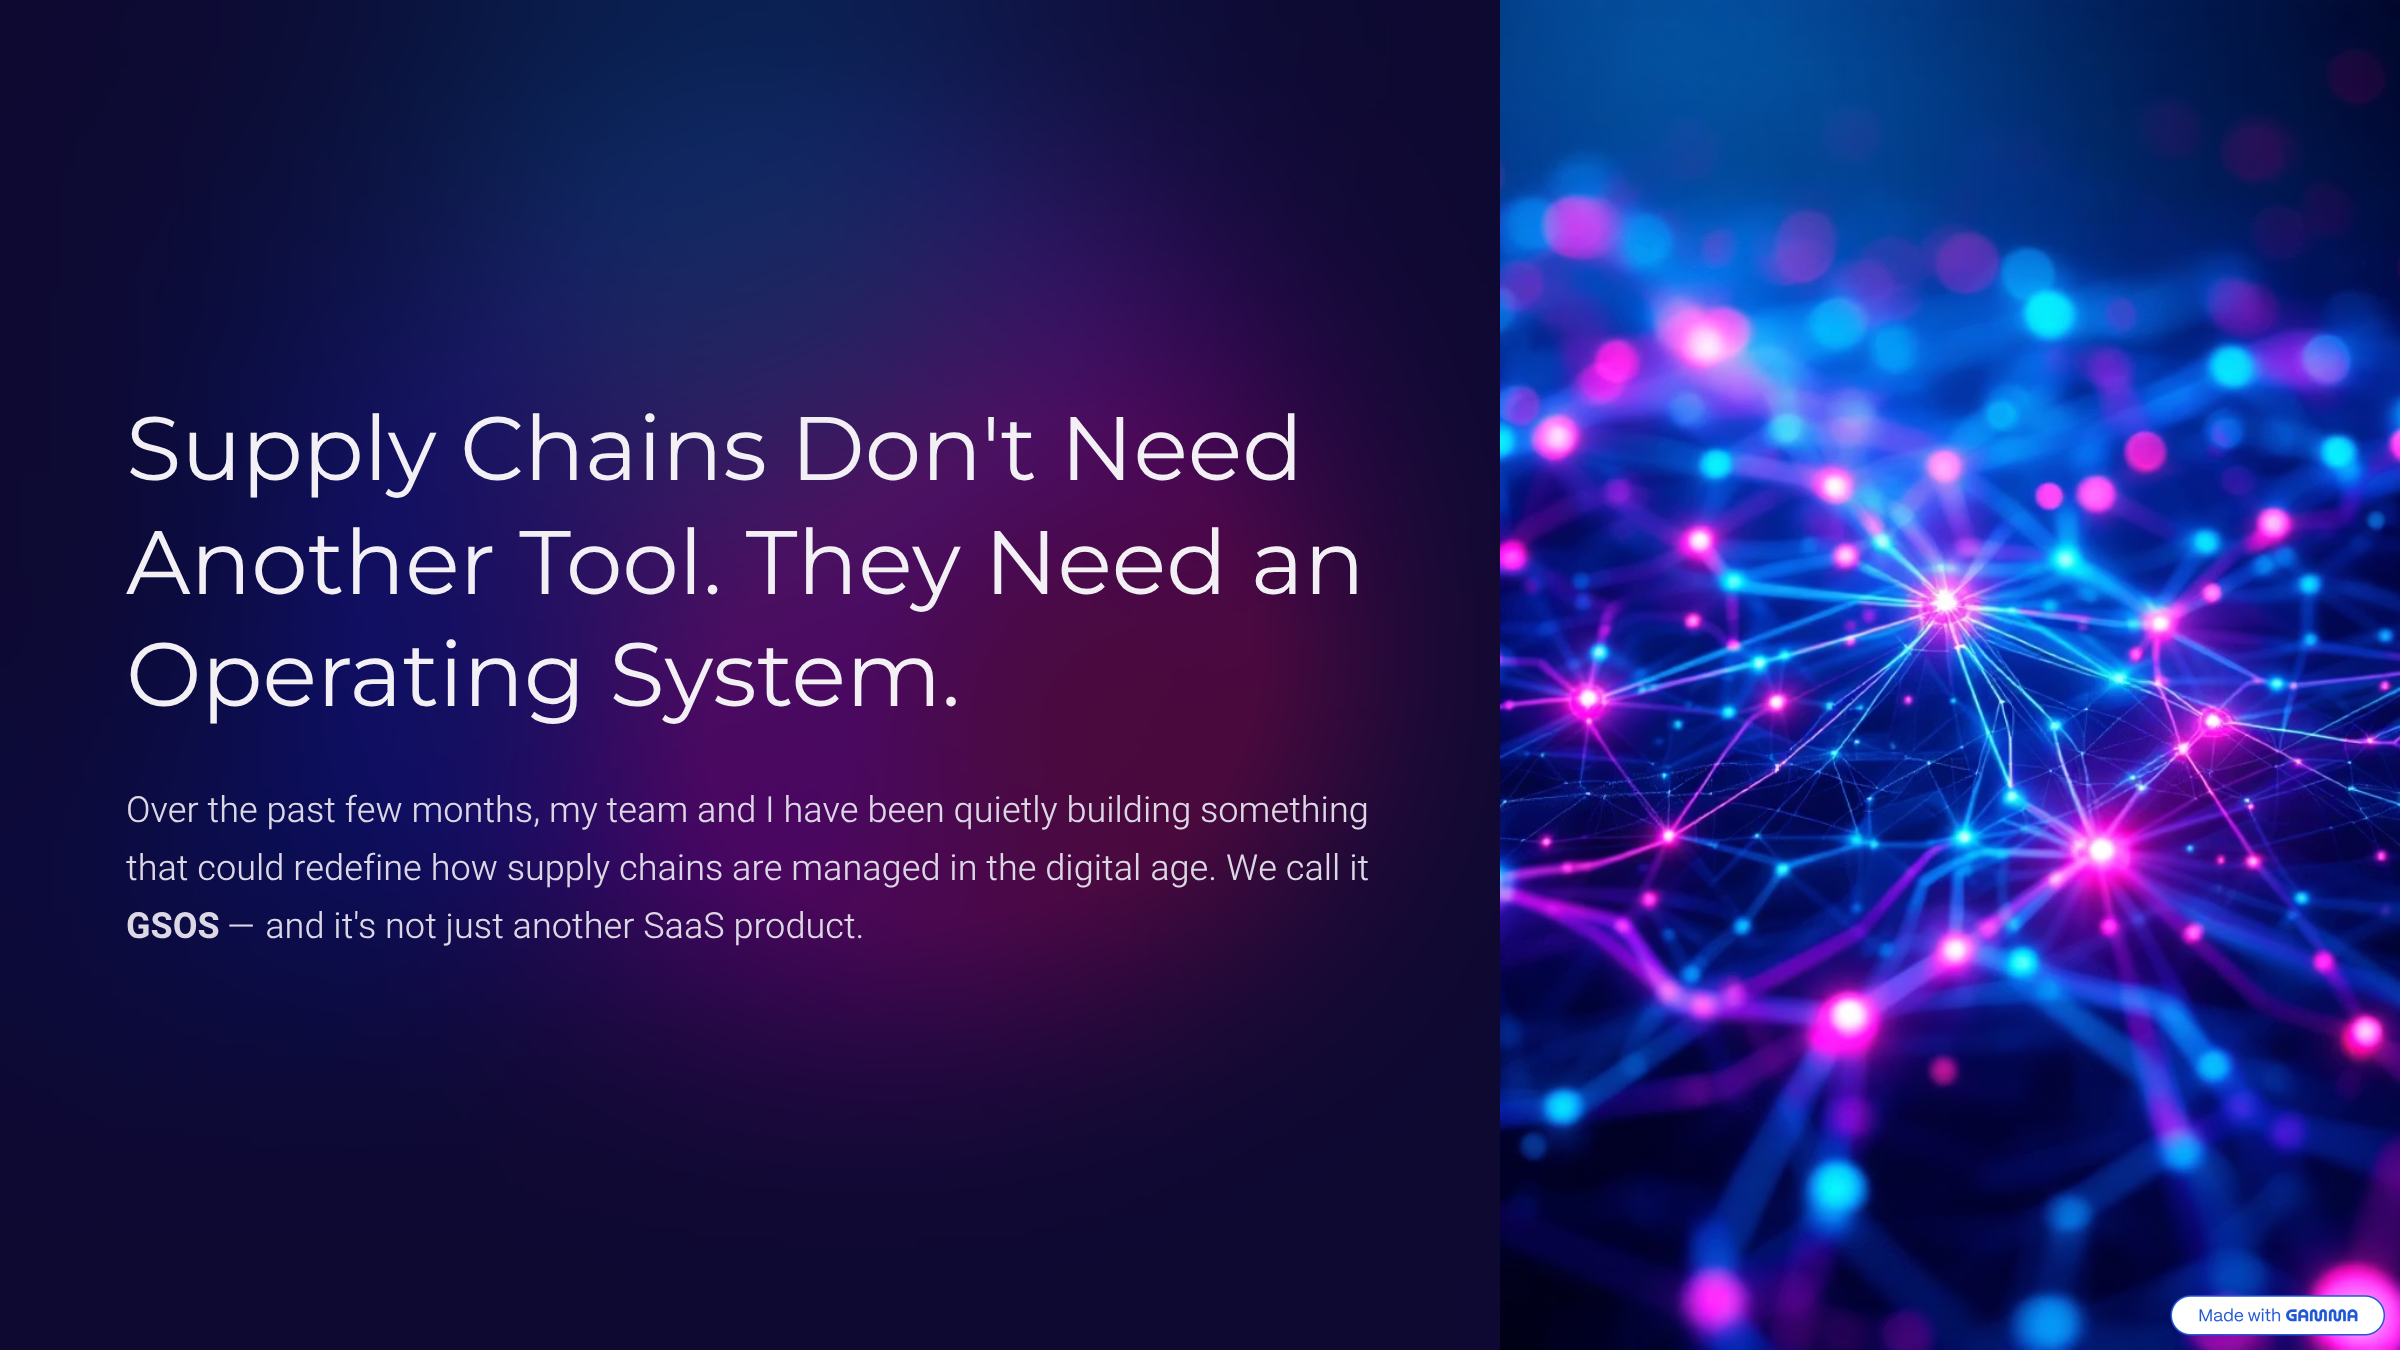 Supply Chains Don't Need
Another Tool. They Need an
Operating System.
Over the past few months, my team and I have been quietly building something
that could redefine how supply chains are managed in the digital age. We call it
GSOS — and it's not just another SaaS product.
Made with GAMMA